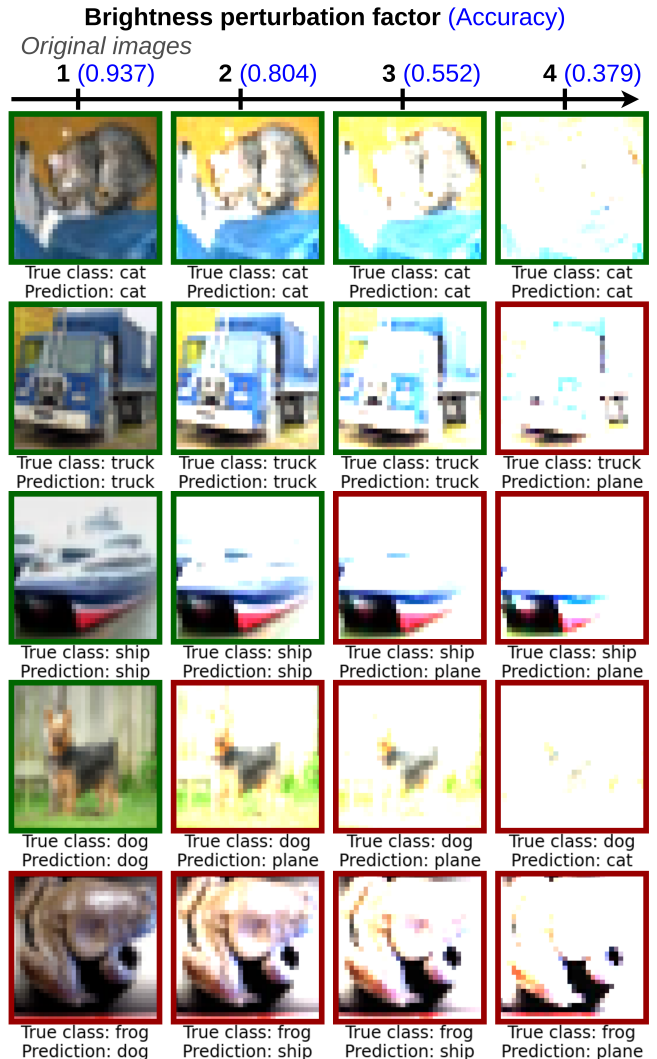 Brightness perturbation factor (Accuracy)
Original images
1 (0.937) 2 (0.804) 3 (0.552) 4 (0.379)
True class: cat True class: cat True class: cat True class: cat
Prediction: cat Prediction: cat Prediction: cat Prediction: cat
True class: truck True class: truck True class: truck True class: truck
Prediction: truck Prediction: truck Prediction: truck Prediction: plane
True class: ship True class: ship True class: ship True class: ship
Prediction: ship Prediction: ship Prediction: plane Prediction: plane
True class: dog True class: dog True class: dog True class: dog
Prediction: dog Prediction: plane Prediction: plane Prediction: cat
True class: frog True class: frog True class: frog True class: frog
Prediction: dog Prediction: ship Prediction: ship Prediction: plane